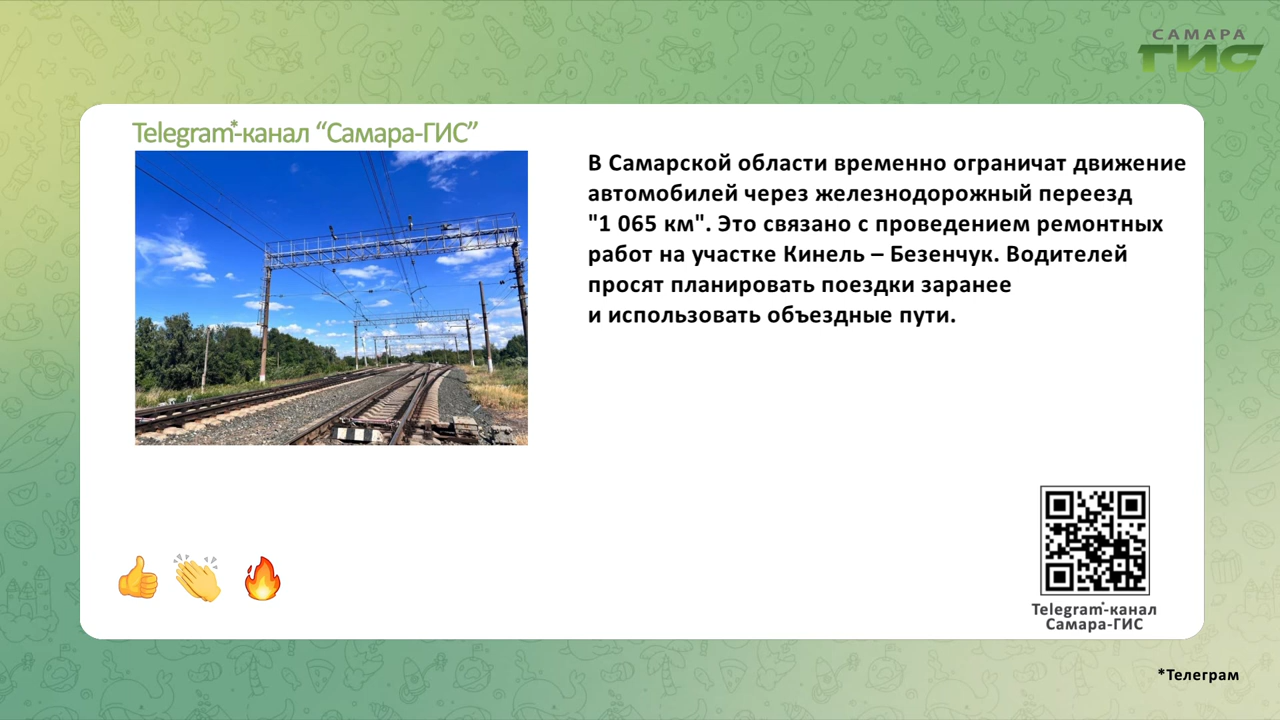 САМАРА
ГИС
Telegram*-канал “Самара-ГИС”
В Самарской области временно ограничат движение
автомобилей через железнодорожный переезд
"1 065 км". Это связано с проведением ремонтных
работ на участке Кинель – Безенчук. Водителей
просят планировать поездки заранее
и использовать объездные пути.
Telegram*-канал
Самара-ГИС
*Телеграм